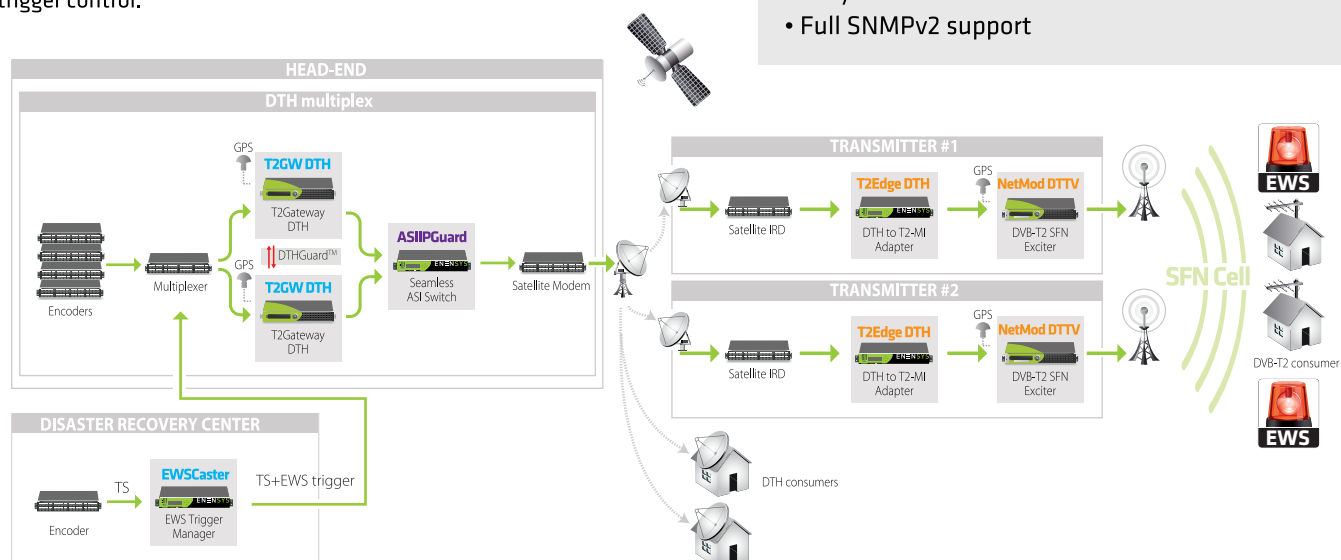 trigger control.
• Full SNMPv2 support
HEAD-END
DTH multiplex
GPS
T2GW DTH
T2Gateway
DTH
DTHGuard™
GPS
T2GW DTH
T2Gateway
DTH
Encoders
Multiplexer
ASIIPGuard
ENENSYS
Seamless
ASI Switch
Satellite Modem
TRANSMITTER #1
Satellite IRD
T2Edge DTH
ENENSYS
DTH to T2-MI
Adapter
GPS
NetMod DTTV
DVB-T2 SFN
Exciter
TRANSMITTER #2
Satellite IRD
T2Edge DTH
ENENSYS
DTH to T2-MI
Adapter
GPS
NetMod DTTV
DVB-T2 SFN
Exciter
SFN Cell
EWS
DVB-T2 consumer
EWS
DISASTER RECOVERY CENTER
Encoder
TS
EWSCaster
ENENSYS
EWS Trigger
Manager
TS+EWS trigger
DTH consumers